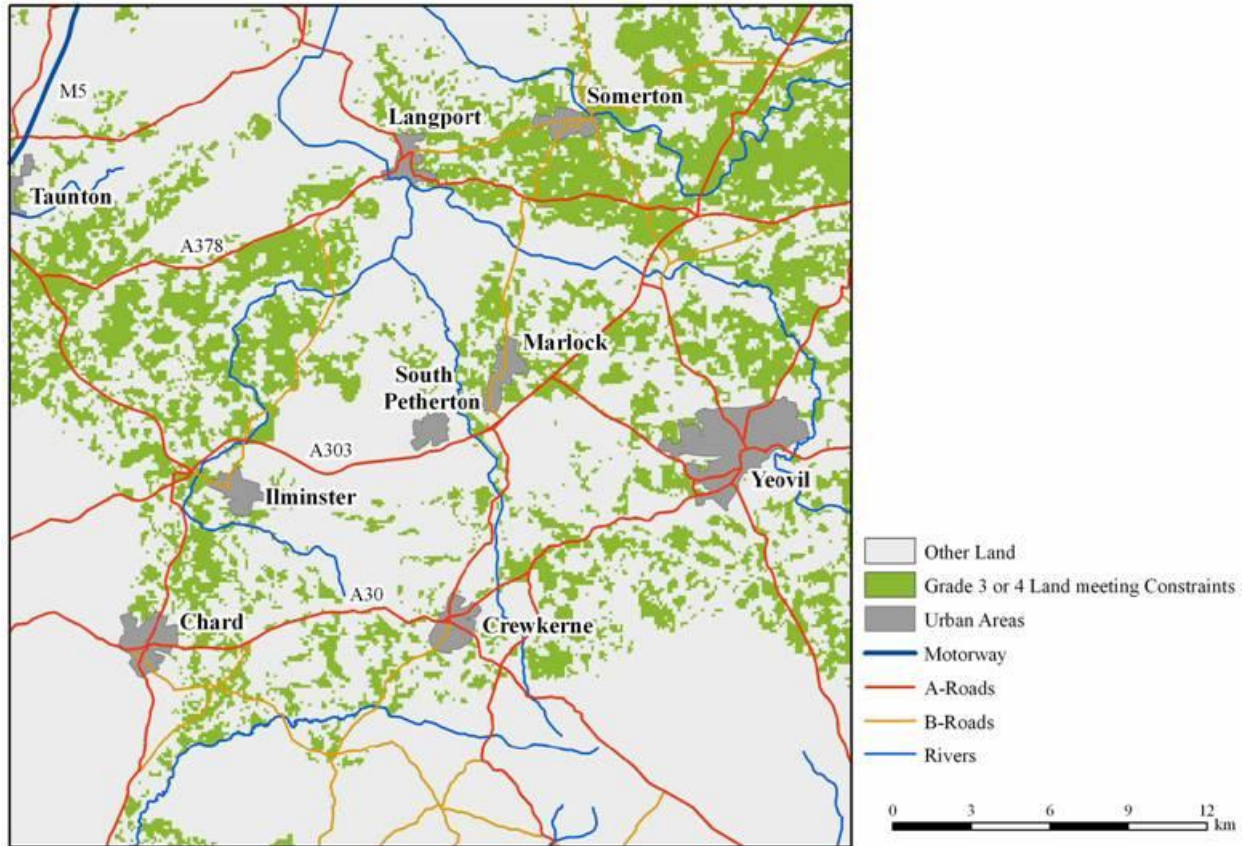 M5
Somerton
Langport
Taunton
A378
Marlock
South
Petherton
A303
Yeovil
Ilminster
A30
Chard
Crewkerne
Other Land
Grade 3 or 4 Land meeting Constraints
Urban Areas
Motorway
A-Roads
B-Roads
Rivers
0 3 6 9 12
km